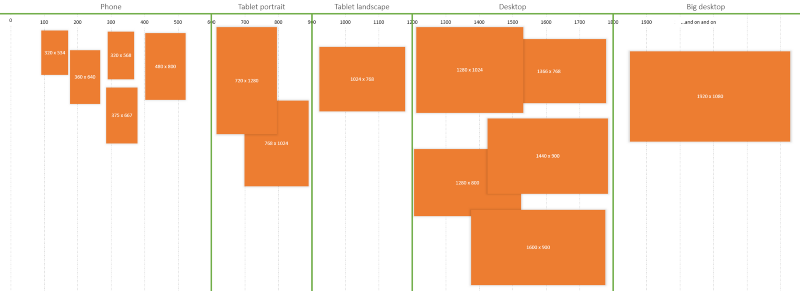 Phone Tablet portrait Tablet landscape Desktop Big desktop
0 100 200 300 400 500 600 700 800 900 1000 1100 1200 1300 1400 1500 1600 1700 1800 1900 ...and on and on
320 x 534
320 x 568
480 x 800
360 x 640
375 x 667
720 x 1280
768 x 1024
1024 x 768
1280 x 1024
1366 x 768
1440 x 900
1280 x 800
1600 x 900
1920 x 1080